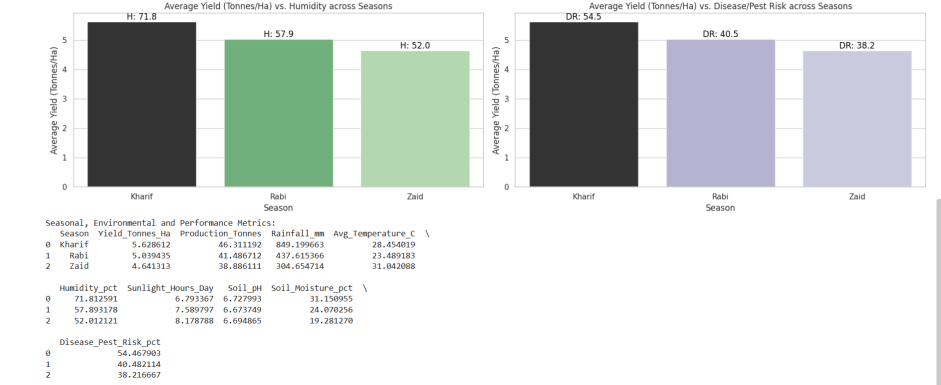 Average Yield (Tonnes/Ha) vs. Humidity across Seasons
H: 71.8
H: 57.9
H: 52.0
Average Yield (Tonnes/Ha)
5
4
3
2
1
0
Kharif Rabi Zaid
Season
Average Yield (Tonnes/Ha) vs. Disease/Pest Risk across Seasons
DR: 54.5
DR: 40.5
DR: 38.2
Average Yield (Tonnes/Ha)
5
4
3
2
1
0
Kharif Rabi Zaid
Season
Seasonal, Environmental and Performance Metrics:
Season Yield_Tonnes_Ha Production_Tonnes Rainfall_mm Avg_Temperature_C \
0 Kharif 5.628612 46.311192 849.199663 28.454019
1 Rabi 5.039435 41.486712 437.615366 23.489183
2 Zaid 4.641313 38.886111 304.654714 31.042088
Humidity_pct Sunlight_Hours_Day Soil_pH Soil_Moisture_pct \
0 71.812591 6.793367 6.727993 31.150955
1 57.893178 7.589797 6.673749 24.070256
2 52.012121 8.178788 6.694865 19.281270
Disease_Pest_Risk_pct
0 54.467903
1 40.482114
2 38.216667